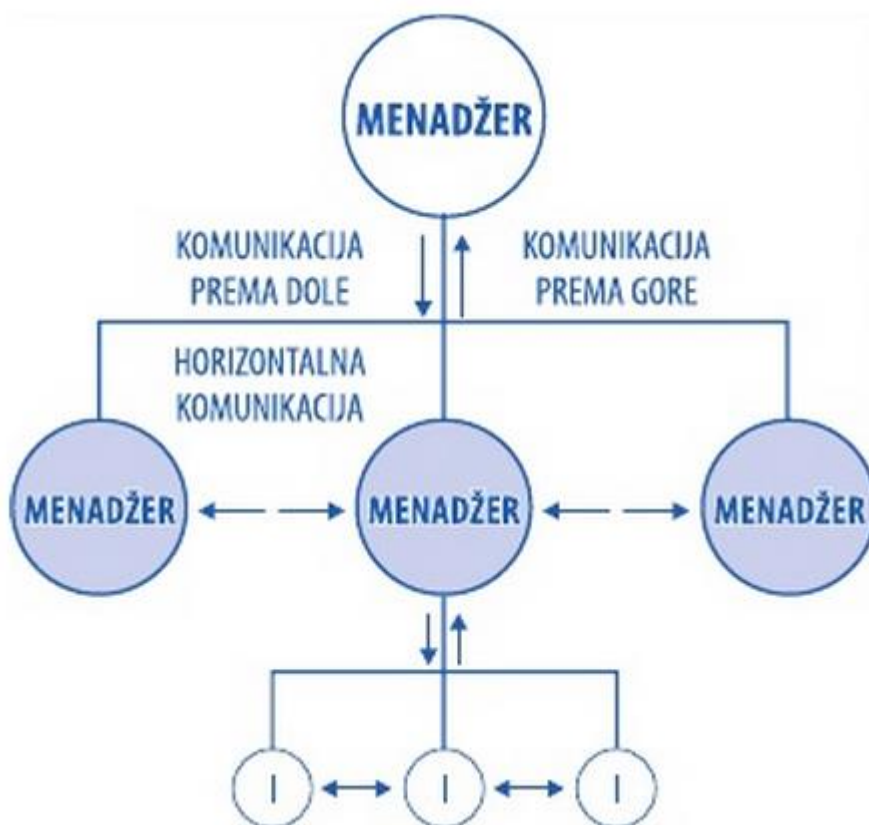 MENADŽER
KOMUNIKACIJA
PREMA DOLE
KOMUNIKACIJA
PREMA GORE
HORIZONTALNA
KOMUNIKACIJA
MENADŽER
MENADŽER
MENADŽER
I
I
I